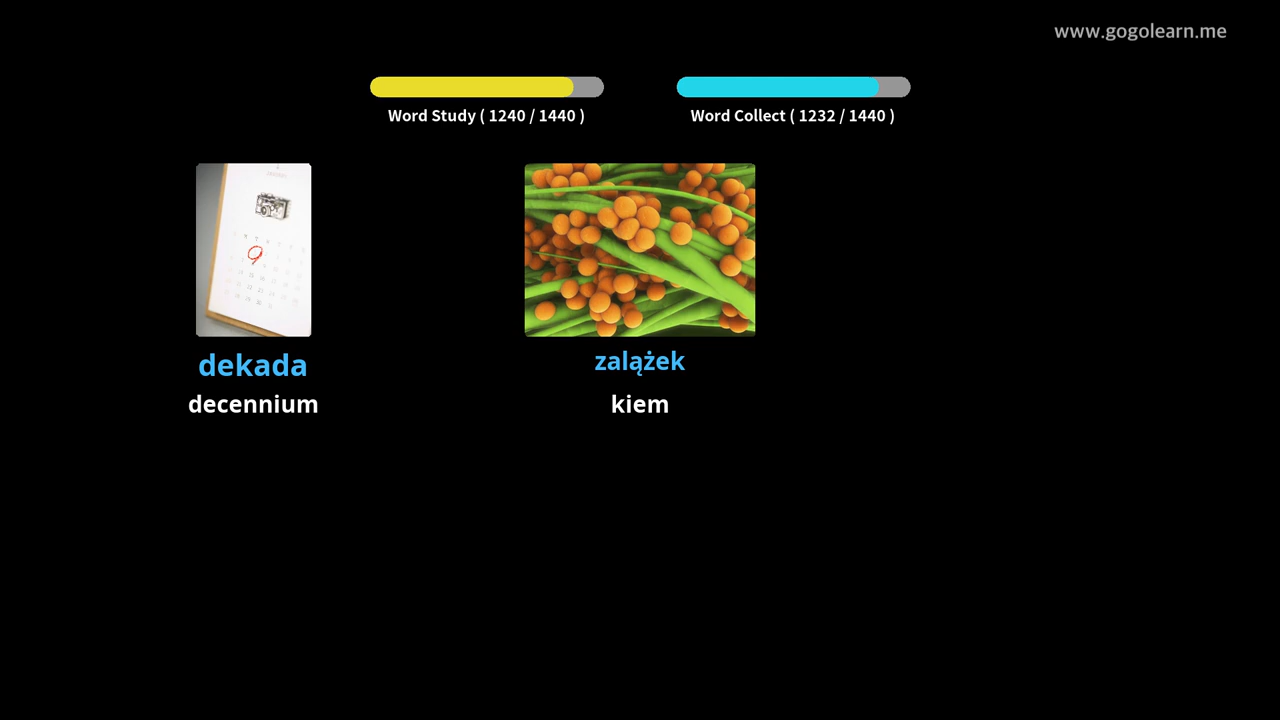 www.gogolearn.me
Word Study ( 1240 / 1440 )
Word Collect ( 1232 / 1440 )
dekada
decennium
zalążek
kiem